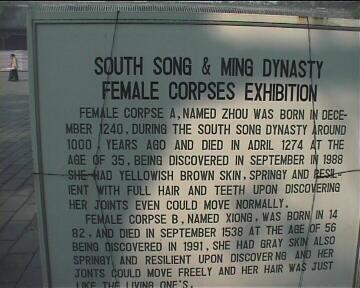 SOUTH SONG & MING DYNASTY
FEMALE CORPSES EXHIBITION
FEMALE CORPSE A, NAMED ZHOU WAS BORN IN DECE-
MBER 1240, DURING THE SOUTH SONG DYNASTY AROUND
1000, YEARS AGO AND DIED IN APRIL 1274 AT THE
AGE OF 35, BEING DISCOVERED IN SEPTEMBER IN 1988
SHE HAD YELLOWISH BROWN SKIN, SPRINGY AND RESIL-
IENT WITH FULL HAIR AND TEETH UPON DISCOVERING
HER JOINTS EVEN COULD MOVE NORMALLY.
FEMALE CORPSE B, NAMED XIONG, WAS BORN IN 14
82, AND DIED IN SEPTEMBER 1538 AT THE AGE OF 56
BEING DISCOVERED IN 1991, SHE HAD GRAY SKIN ALSO
SPRINGY AND RESILIENT UPON DISCOVERING AND HER
JONTS COULD MOVE FREELY AND HER HAIR WAS JUST
LIKE THE LIVING ONE'S.